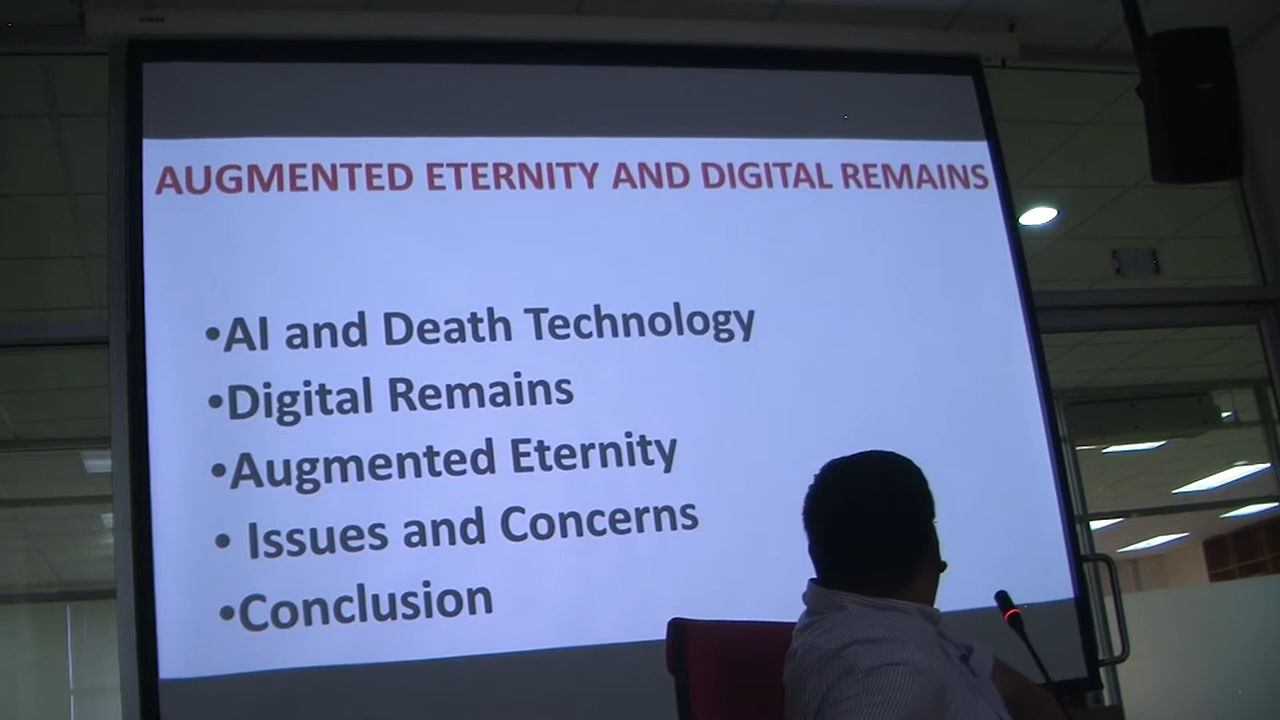 AUGMENTED ETERNITY AND DIGITAL REMAINS
•AI and Death Technology
•Digital Remains
•Augmented Eternity
• Issues and Concerns
•Conclusion